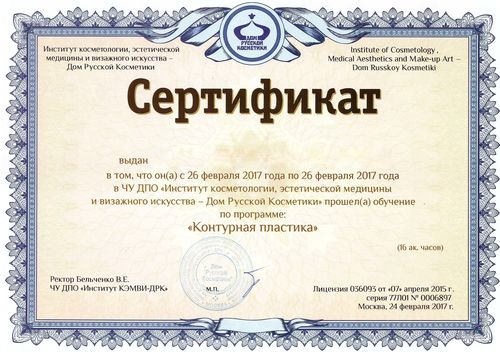 ДОМ
РУССКОЙ
КОСМЕТИКИ
Институт косметологии, эстетической
медицины и визажного искусства –
Дом Русской Косметики
Institute of Cosmetology,
Medical Aesthetics and Make-up Art –
Dom Russkoy Kosmetiki
Сертификат
выдан
в том, что он(а) с 26 февраля 2017 года по 26 февраля 2017 года
в ЧУ ДПО «Институт косметологии, эстетической медицины
и визажного искусства – Дом Русской Косметики» прошел(а) обучение
по программе:
«Контурная пластика»
(16 ак. часов)
Дом
Русской
Косметики
Ректор Бельченко В.Е.
ЧУ ДПО «Институт КЭМВИ-ДРК»
М.П.
Лицензия 036093 от «07» апреля 2015 г.
серия 77Л01 № 0006897
Москва, 24 февраля 2017 г.